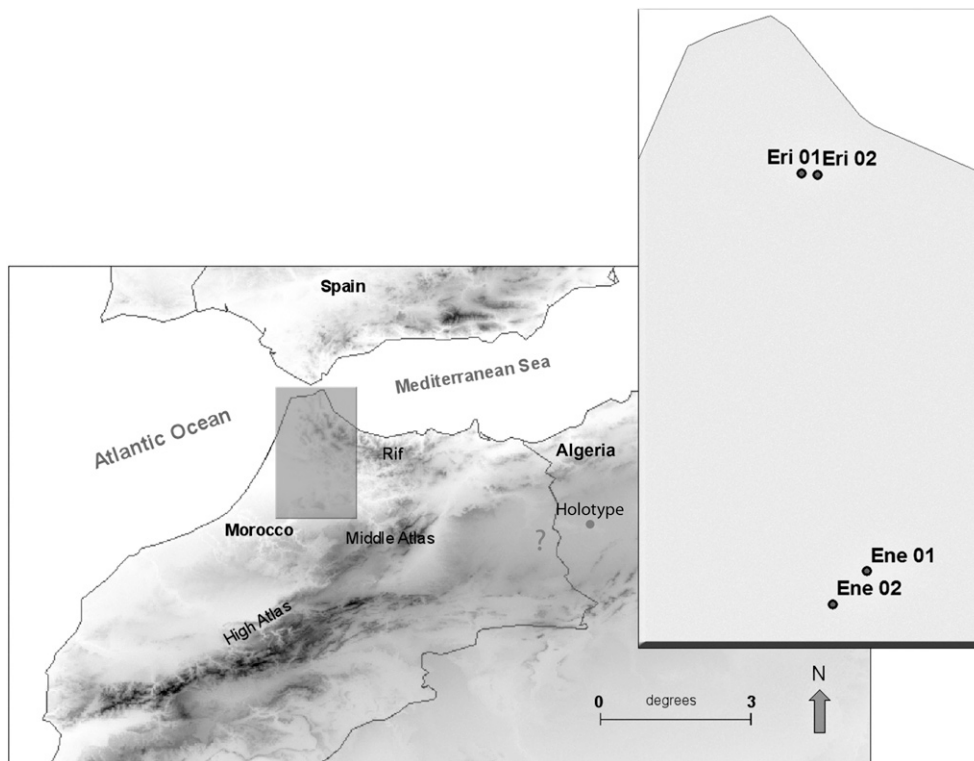 Eri 01 Eri 02
Spain
Mediterranean Sea
Atlantic Ocean
Rif
Algeria
Holotype
Morocco
Middle Atlas
?
Ene 01
Ene 02
High Atlas
N
0 degrees 3